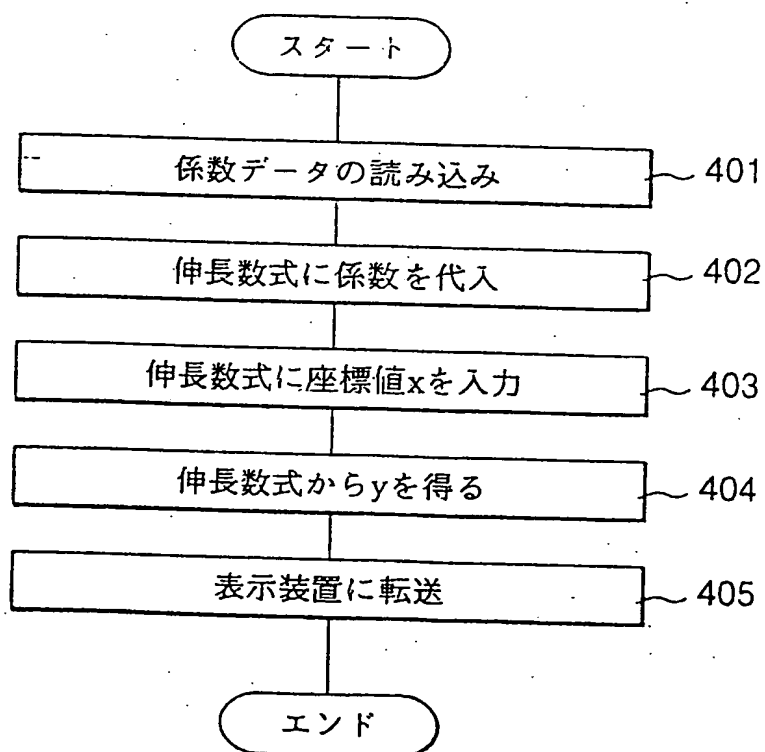 スタート
係数データの読み込み 401
伸長数式に係数を代入 402
伸長数式に座標値xを入力 403
伸長数式からyを得る 404
表示装置に転送 405
エンド